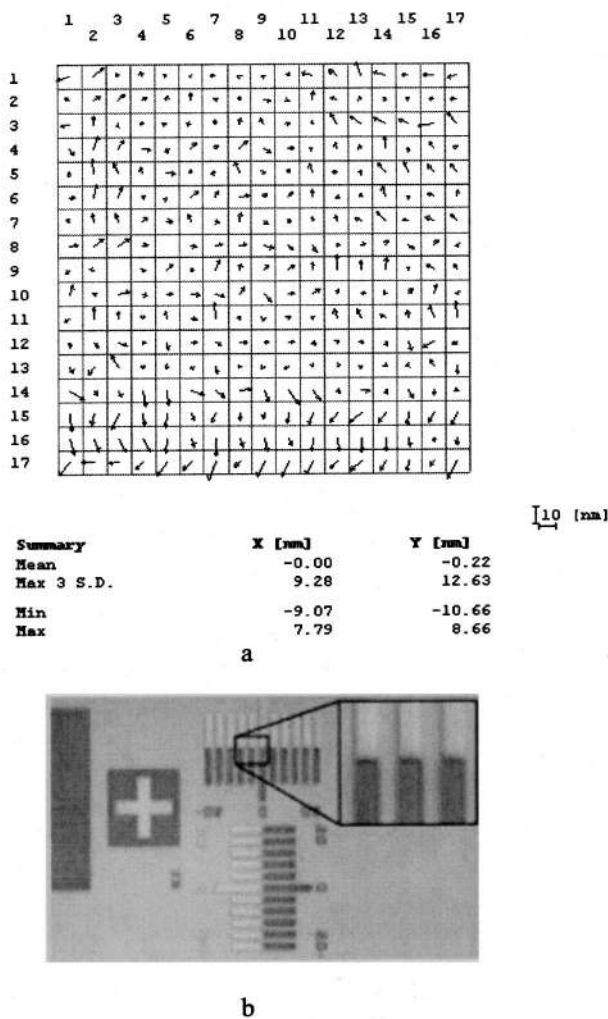 1 3 5 7 9 11 13 15 17
2 4 6 8 10 12 14 16
1
2
3
4
5
6
7
8
9
10
11
12
13
14
15
16
17
10 [nm]
Summary X [nm] Y [nm]
Mean -0.00 -0.22
Max 3 S.D. 9.28 12.63
Min -9.07 -10.66
Max 7.79 8.66
a
b